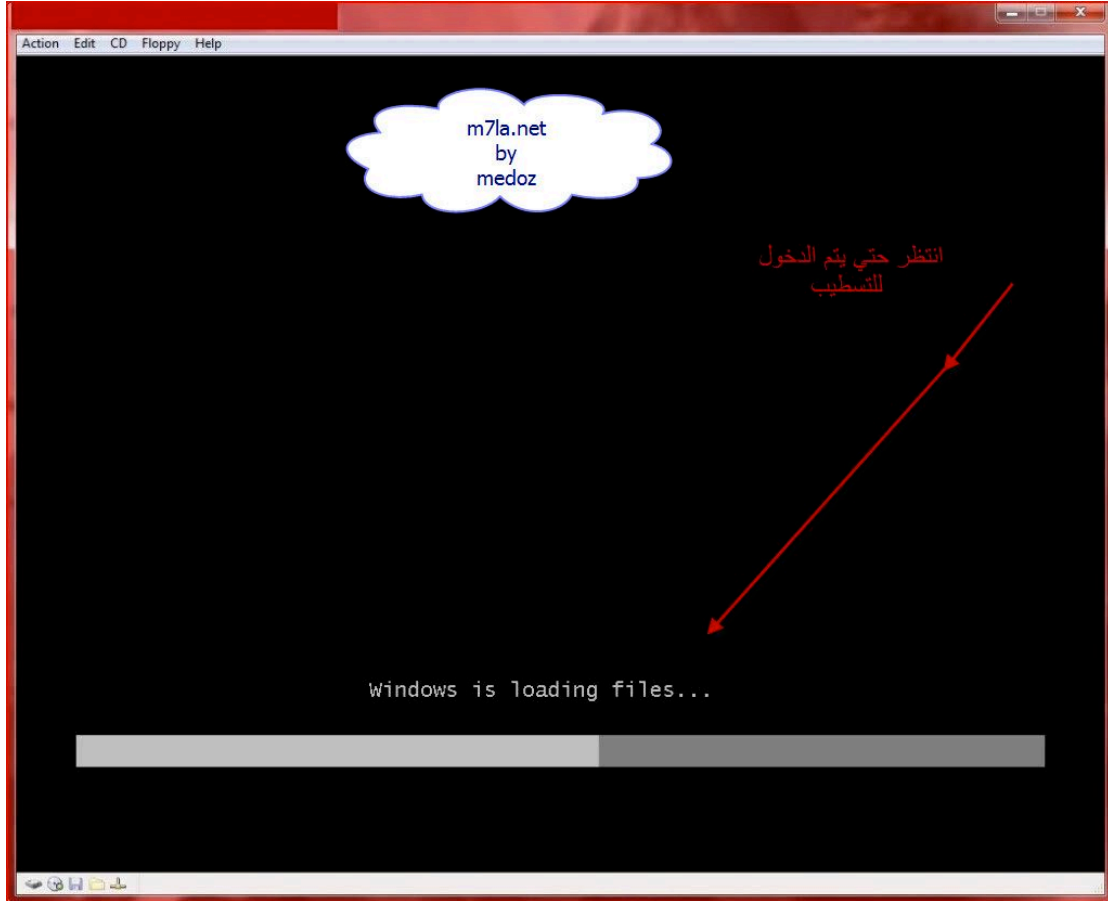 Action Edit CD Floppy Help
m7la.net
by
medoz
انتظر حتي يتم الدخول
للتسطيب
Windows is loading files...